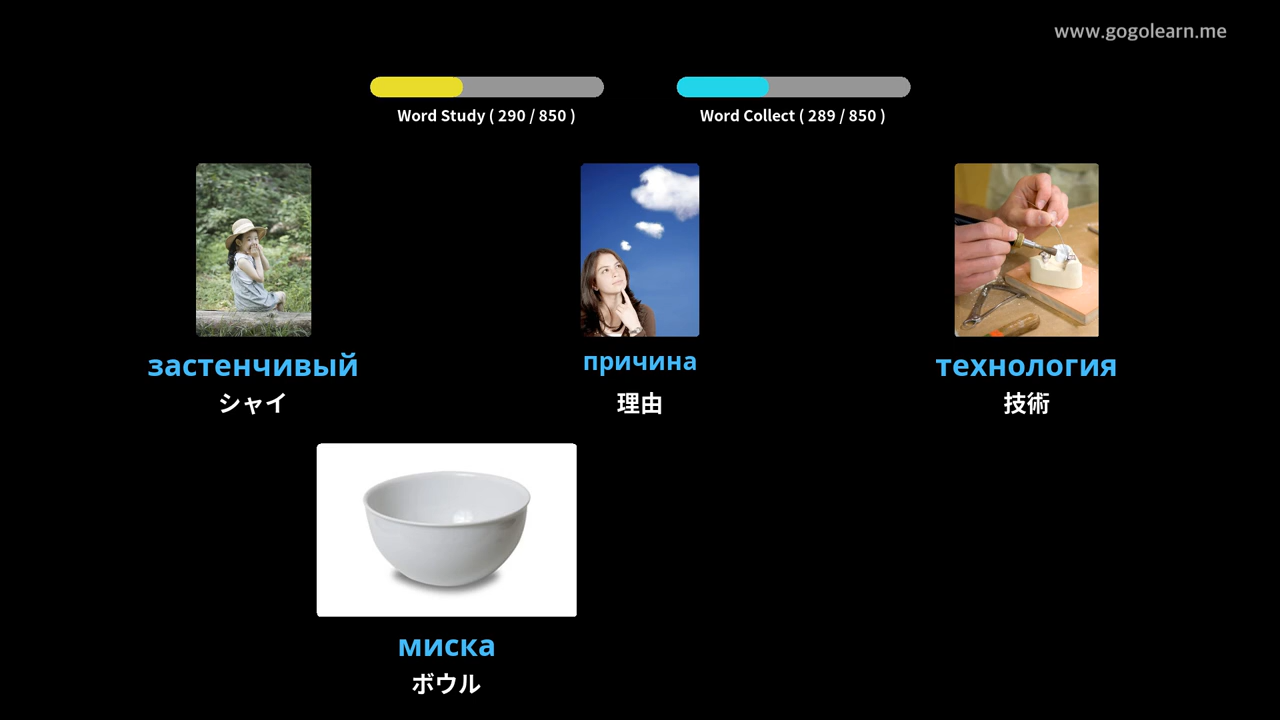 www.gogolearn.me
Word Study ( 290 / 850 )
Word Collect ( 289 / 850 )
застенчивый
причина
технология
シャイ
理由
技術
миска
ボウル